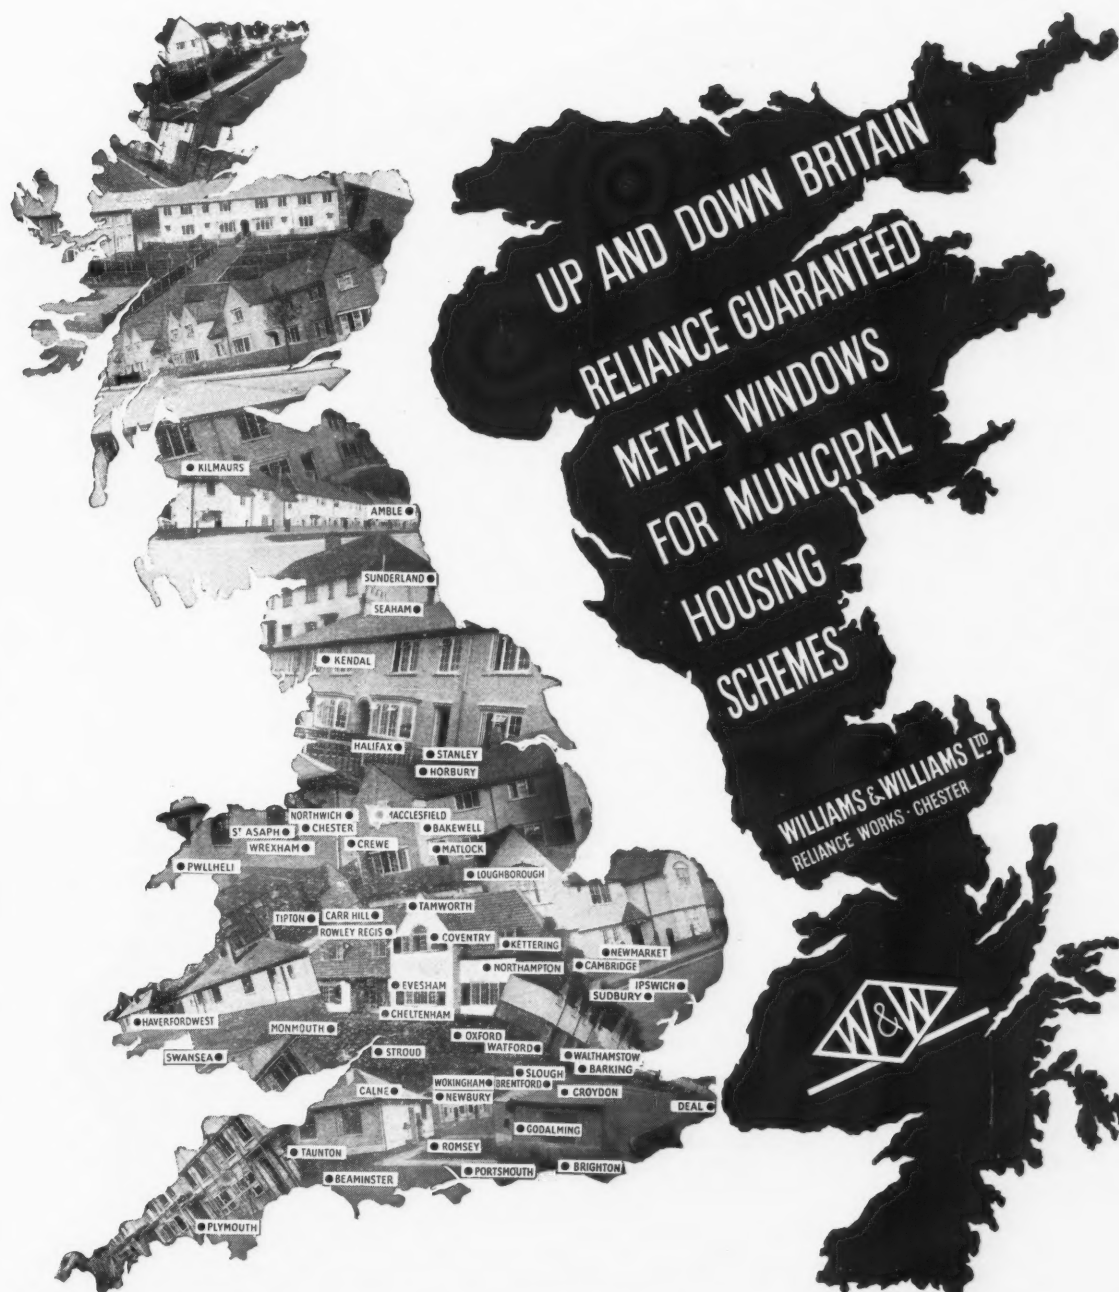 UP AND DOWN BRITAIN
RELIANCE GUARANTEED
METAL WINDOWS
FOR MUNICIPAL
HOUSING
SCHEMES
WILLIAMS & WILLIAMS LTD.
RELIANCE WORKS · CHESTER
W&W
KILMAURS
AMBLE
SUNDERLAND
SEAHAM
KENDAL
HALIFAX
STANLEY
HORBURY
NORTHWICH
MACCLESFIELD
ST ASAPH
CHESTER
BAKEWELL
WREXHAM
CREWE
MATLOCK
PWLLHELI
LOUGHBOROUGH
TAMWORTH
TIPTON
CARR HILL
ROWLEY REGIS
COVENTRY
KETTERING
NEWMARKET
NORTHAMPTON
CAMBRIDGE
EVESHAM
IPSWICH
SUDBURY
CHELTENHAM
HAVERFORDWEST
MONMOUTH
OXFORD
WATFORD
SWANSEA
STROUD
WALTHAMSTOW
BARKING
SLOUGH
WOKINGHAM
BRENTFORD
CALNE
NEWBURY
CROYDON
DEAL
GODALMING
TAUNTON
ROMSEY
BEAMINSTER
PORTSMOUTH
BRIGHTON
PLYMOUTH